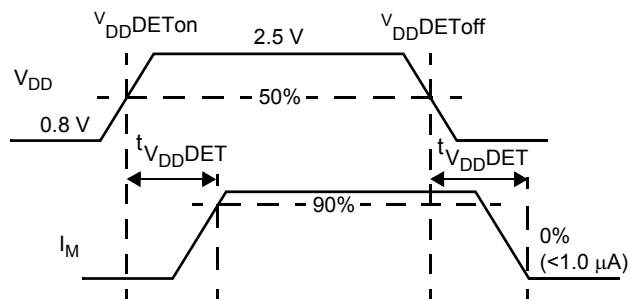 VDDDETon
VDDDEToff
2.5 V
VDD
50%
0.8 V
tVDDDET
tVDDDET
90%
IM
0%
(<1.0 μA)